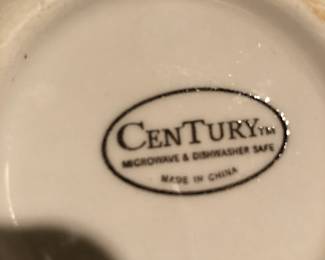 CENTURY™
MICROWAVE & DISHWASHER SAFE
MADE IN CHINA